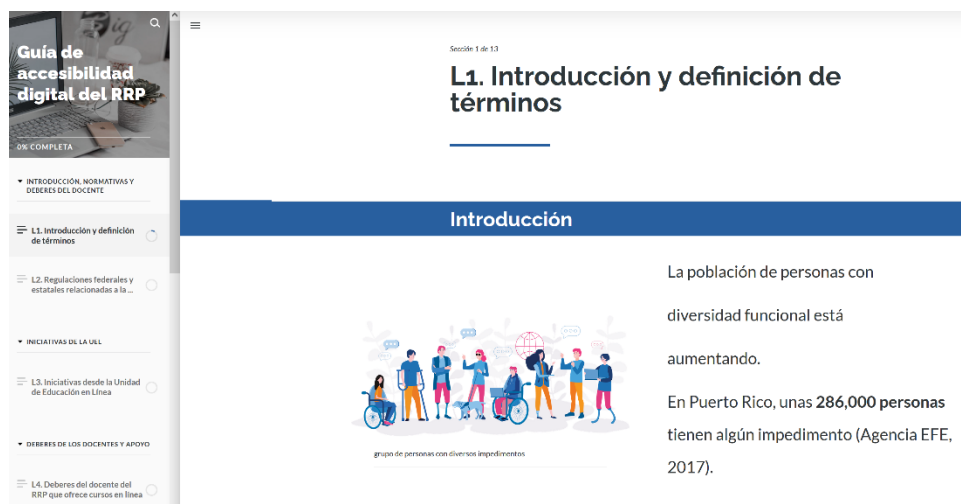 Guía de
accesibilidad
digital del RRP
0% COMPLETA
INTRODUCCIÓN, NORMATIVAS Y
DEBERES DEL DOCENTE
L1. Introducción y definición
de términos
L2. Regulaciones federales y
estatales relacionadas a la ...
INICIATIVAS DE LA UEL
L3. Iniciativas desde la Unidad
de Educación en Línea
DEBERES DE LOS DOCENTES Y APOYO
L4. Deberes del docente del
RRP que ofrece cursos en línea
Sección 1 de 13
L1. Introducción y definición de
términos
Introducción
grupo de personas con diversos impedimentos
La población de personas con
diversidad funcional está
aumentando.
En Puerto Rico, unas 286,000 personas
tienen algún impedimento (Agencia EFE,
2017).